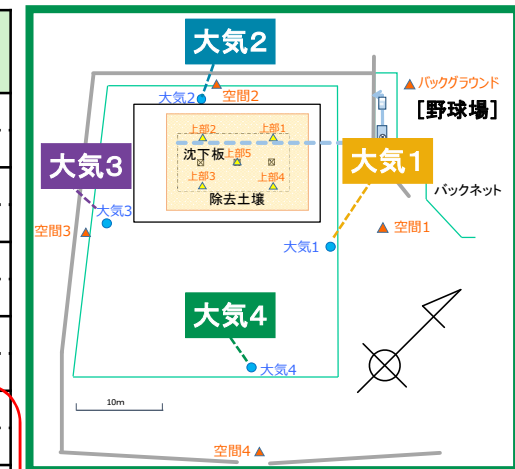 大気2
バックグラウンド
大気2
空間2
[野球場]
上部2
上部1
大気3
沈下板
上部5
大気1
上部3
上部4
バックネット
除去土壌
大気3
空間3
空間1
大気1
大気4
大気4
10m
空間4